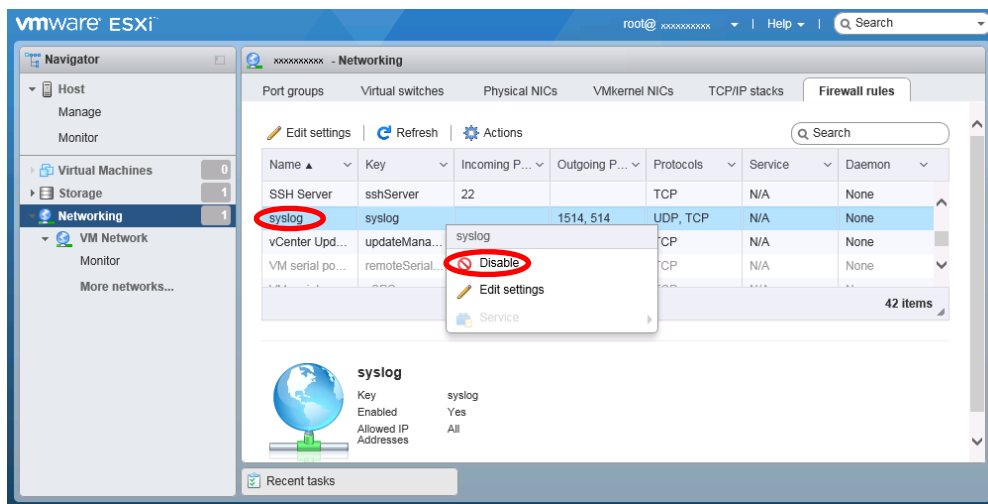 vmware ESXi
root@ xxxxxxxxxx | Help | Search
Navigator
Host
Manage
Monitor
Virtual Machines 0
Storage 1
Networking 1
VM Network
Monitor
More networks...
xxxxxxxxxx - Networking
Port groups Virtual switches Physical NICs VMkernel NICs TCP/IP stacks Firewall rules
Edit settings | Refresh | Actions Search
Name Key Incoming P... Outgoing P... Protocols Service Daemon
SSH Server sshServer 22 TCP N/A None
syslog syslog 1514, 514 UDP, TCP N/A None
vCenter Upd... updateMana... TCP N/A None
VM serial po... remoteSerial... TCP N/A None
42 items
syslog
Disable
Edit settings
Service
syslog
Key syslog
Enabled Yes
Allowed IP All
Addresses
Recent tasks